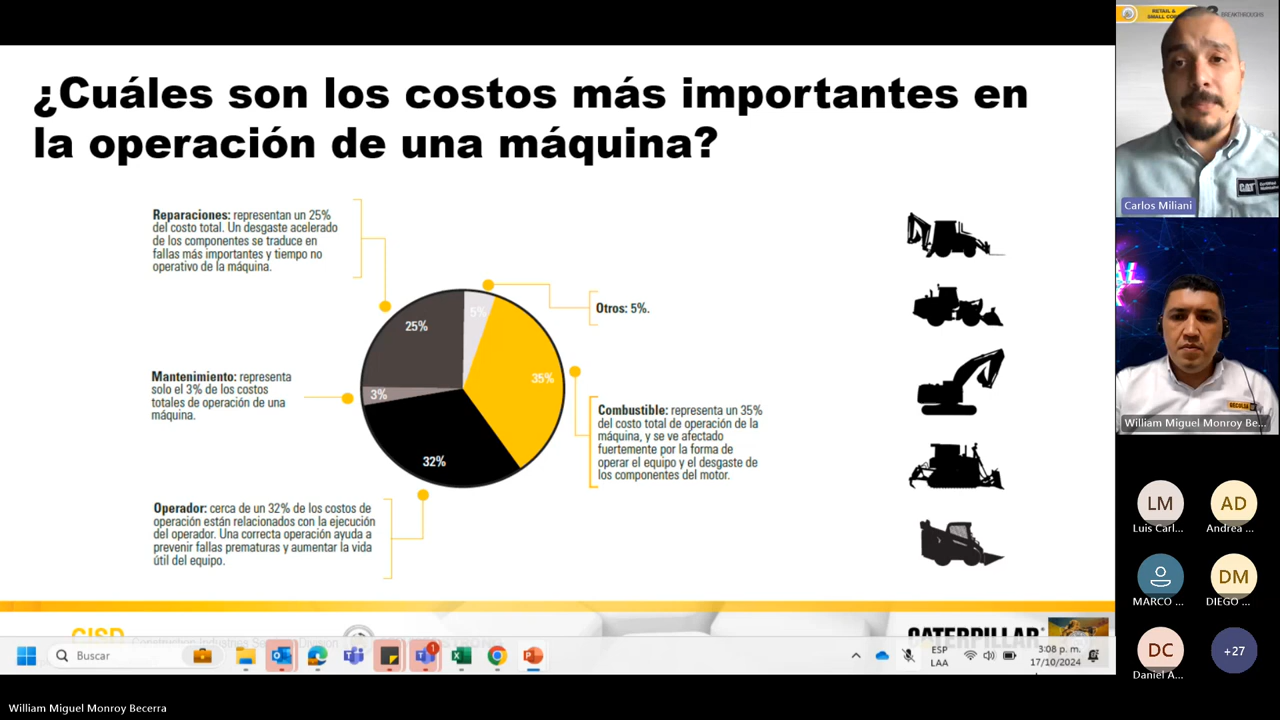 ¿Cuáles son los costos más importantes en
la operación de una máquina?
Reparaciones: representan un 25%
del costo total. Un desgaste acelerado
de los componentes se traduce en
fallas más importantes y tiempo no
operativo de la máquina.
Otros: 5%.
5%
25%
35%
3%
32%
Mantenimiento: representa
solo el 3% de los costos
totales de operación de una
máquina.
Combustible: representa un 35%
del costo total de operación de la
máquina, y se ve afectado
fuertemente por la forma de
operar el equipo y el desgaste de
los componentes del motor.
Operador: cerca de un 32% de los costos de
operación están relacionados con la ejecución
del operador. Una correcta operación ayuda a
prevenir fallas prematuras y aumentar la vida
útil del equipo.
CISD
CATERPILLAR
Buscar
1
ESP
LAA
3:08 p. m.
17/10/2024
William Miguel Monroy Becerra
RETAIL &
BREAKTHROUGHS
CAT
Carlos Miliani
GECOLSA
William Miguel Monroy Be...
LM
Luis Carl...
AD
Andrea ...
MARCO ...
DM
DIEGO ...
DC
Daniel A...
+27